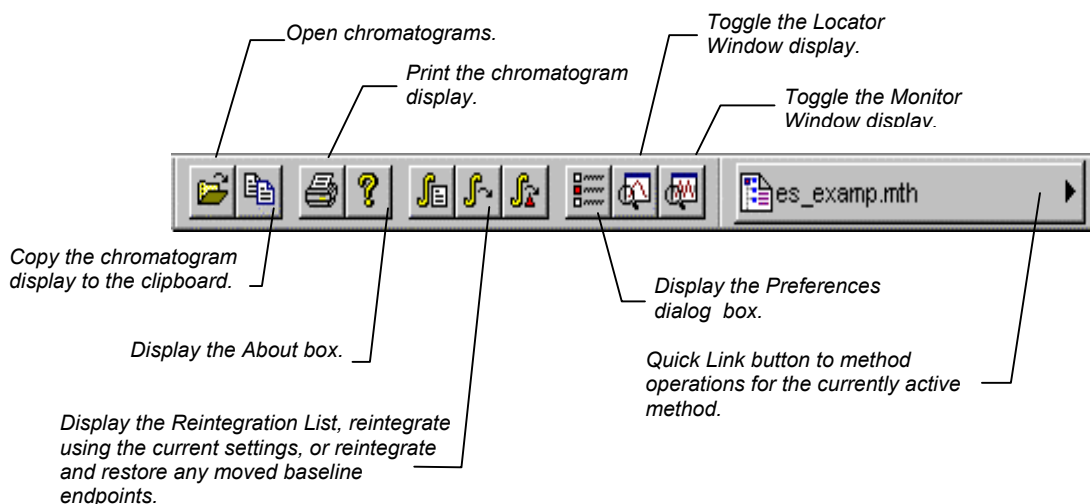 Open chromatograms.
Print the chromatogram
display.
Toggle the Locator
Window display.
Toggle the Monitor
Window display.
es_examp.mth
Copy the chromatogram
display to the clipboard.
Display the About box.
Display the Reintegration List, reintegrate
using the current settings, or reintegrate
and restore any moved baseline
endpoints.
Display the Preferences
dialog box.
Quick Link button to method
operations for the currently active
method.